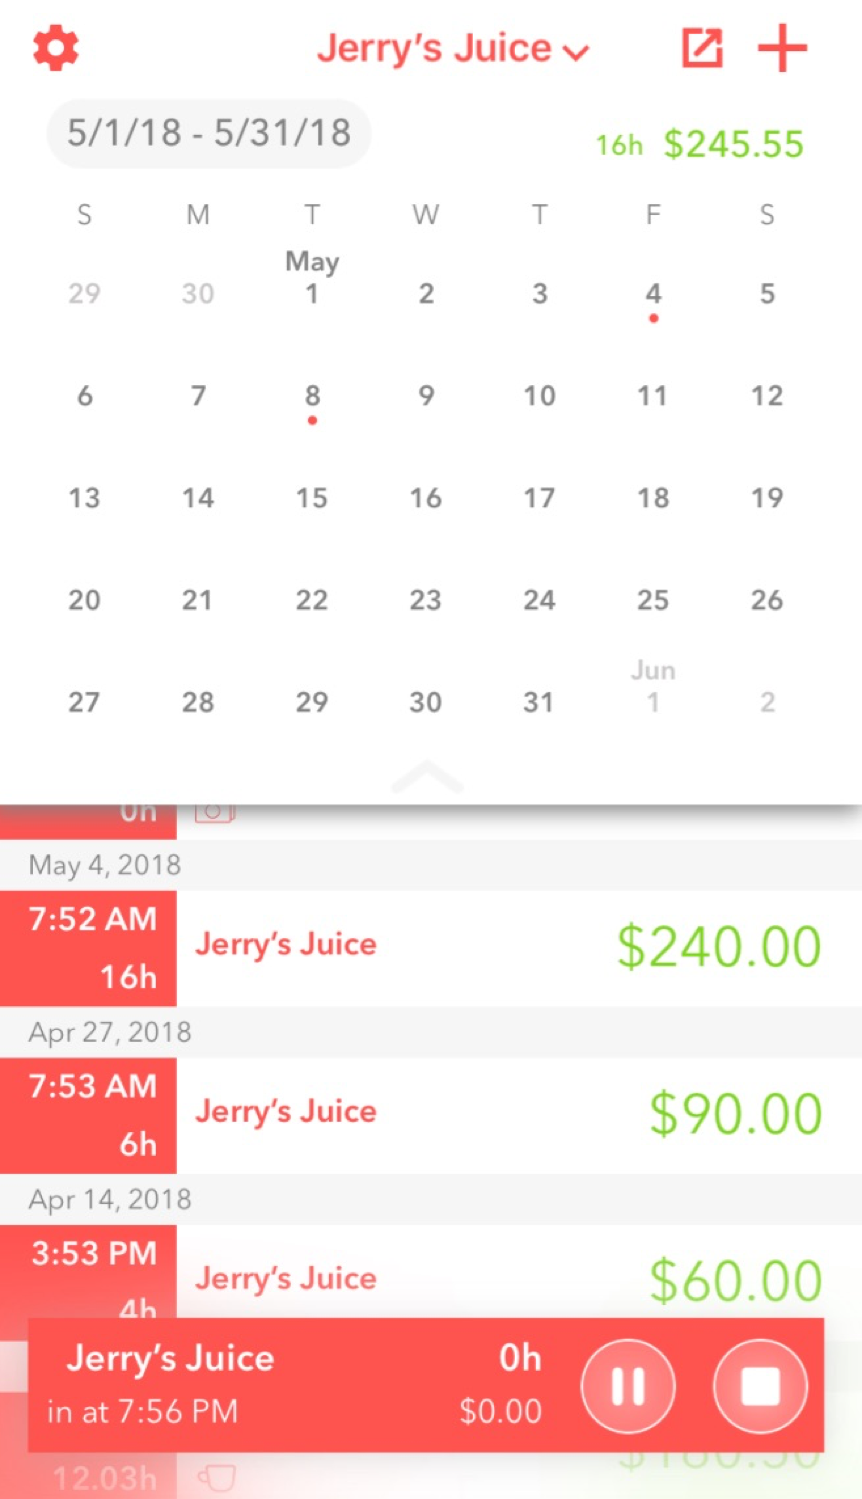 Jerry's Juice
5/1/18 - 5/31/18
16h $245.55
S M T W T F S
May
29 30 1 2 3 4 5
6 7 8 9 10 11 12
13 14 15 16 17 18 19
20 21 22 23 24 25 26
Jun
27 28 29 30 31 1 2
0h
May 4, 2018
7:52 AM
Jerry's Juice $240.00
16h
Apr 27, 2018
7:53 AM
Jerry's Juice $90.00
6h
Apr 14, 2018
3:53 PM
Jerry's Juice $60.00
4h
Jerry's Juice 0h
in at 7:56 PM $0.00
12.03h